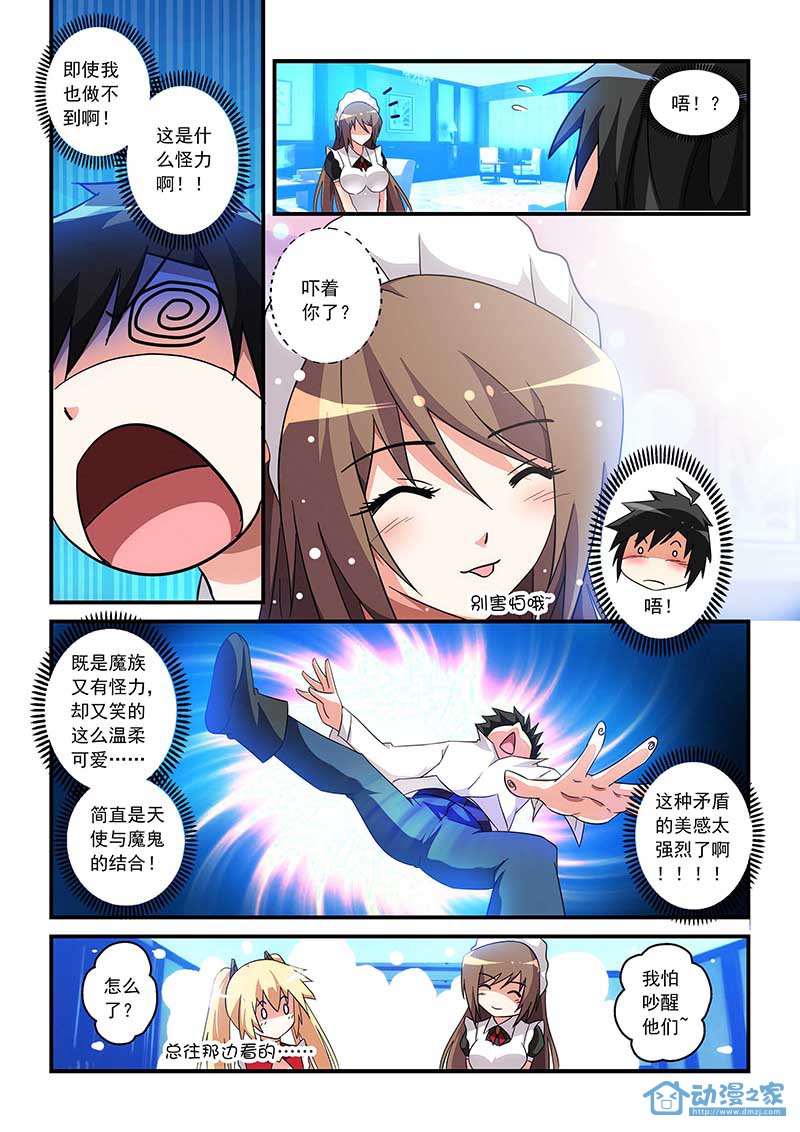 即使我
也做不
到啊！
这是什
么怪力
啊！！
唔！？
吓着
你了？
别害怕哦~
唔！
既是魔族
又有怪力，
却又笑的
这么温柔
可爱……
简直是天
使与魔鬼
的结合！
这种矛盾
的美感太
强烈了啊
！！！！
怎么
了？
总往那边看的……
我怕
吵醒
他们~
动漫之家
http://www.dmzj.com